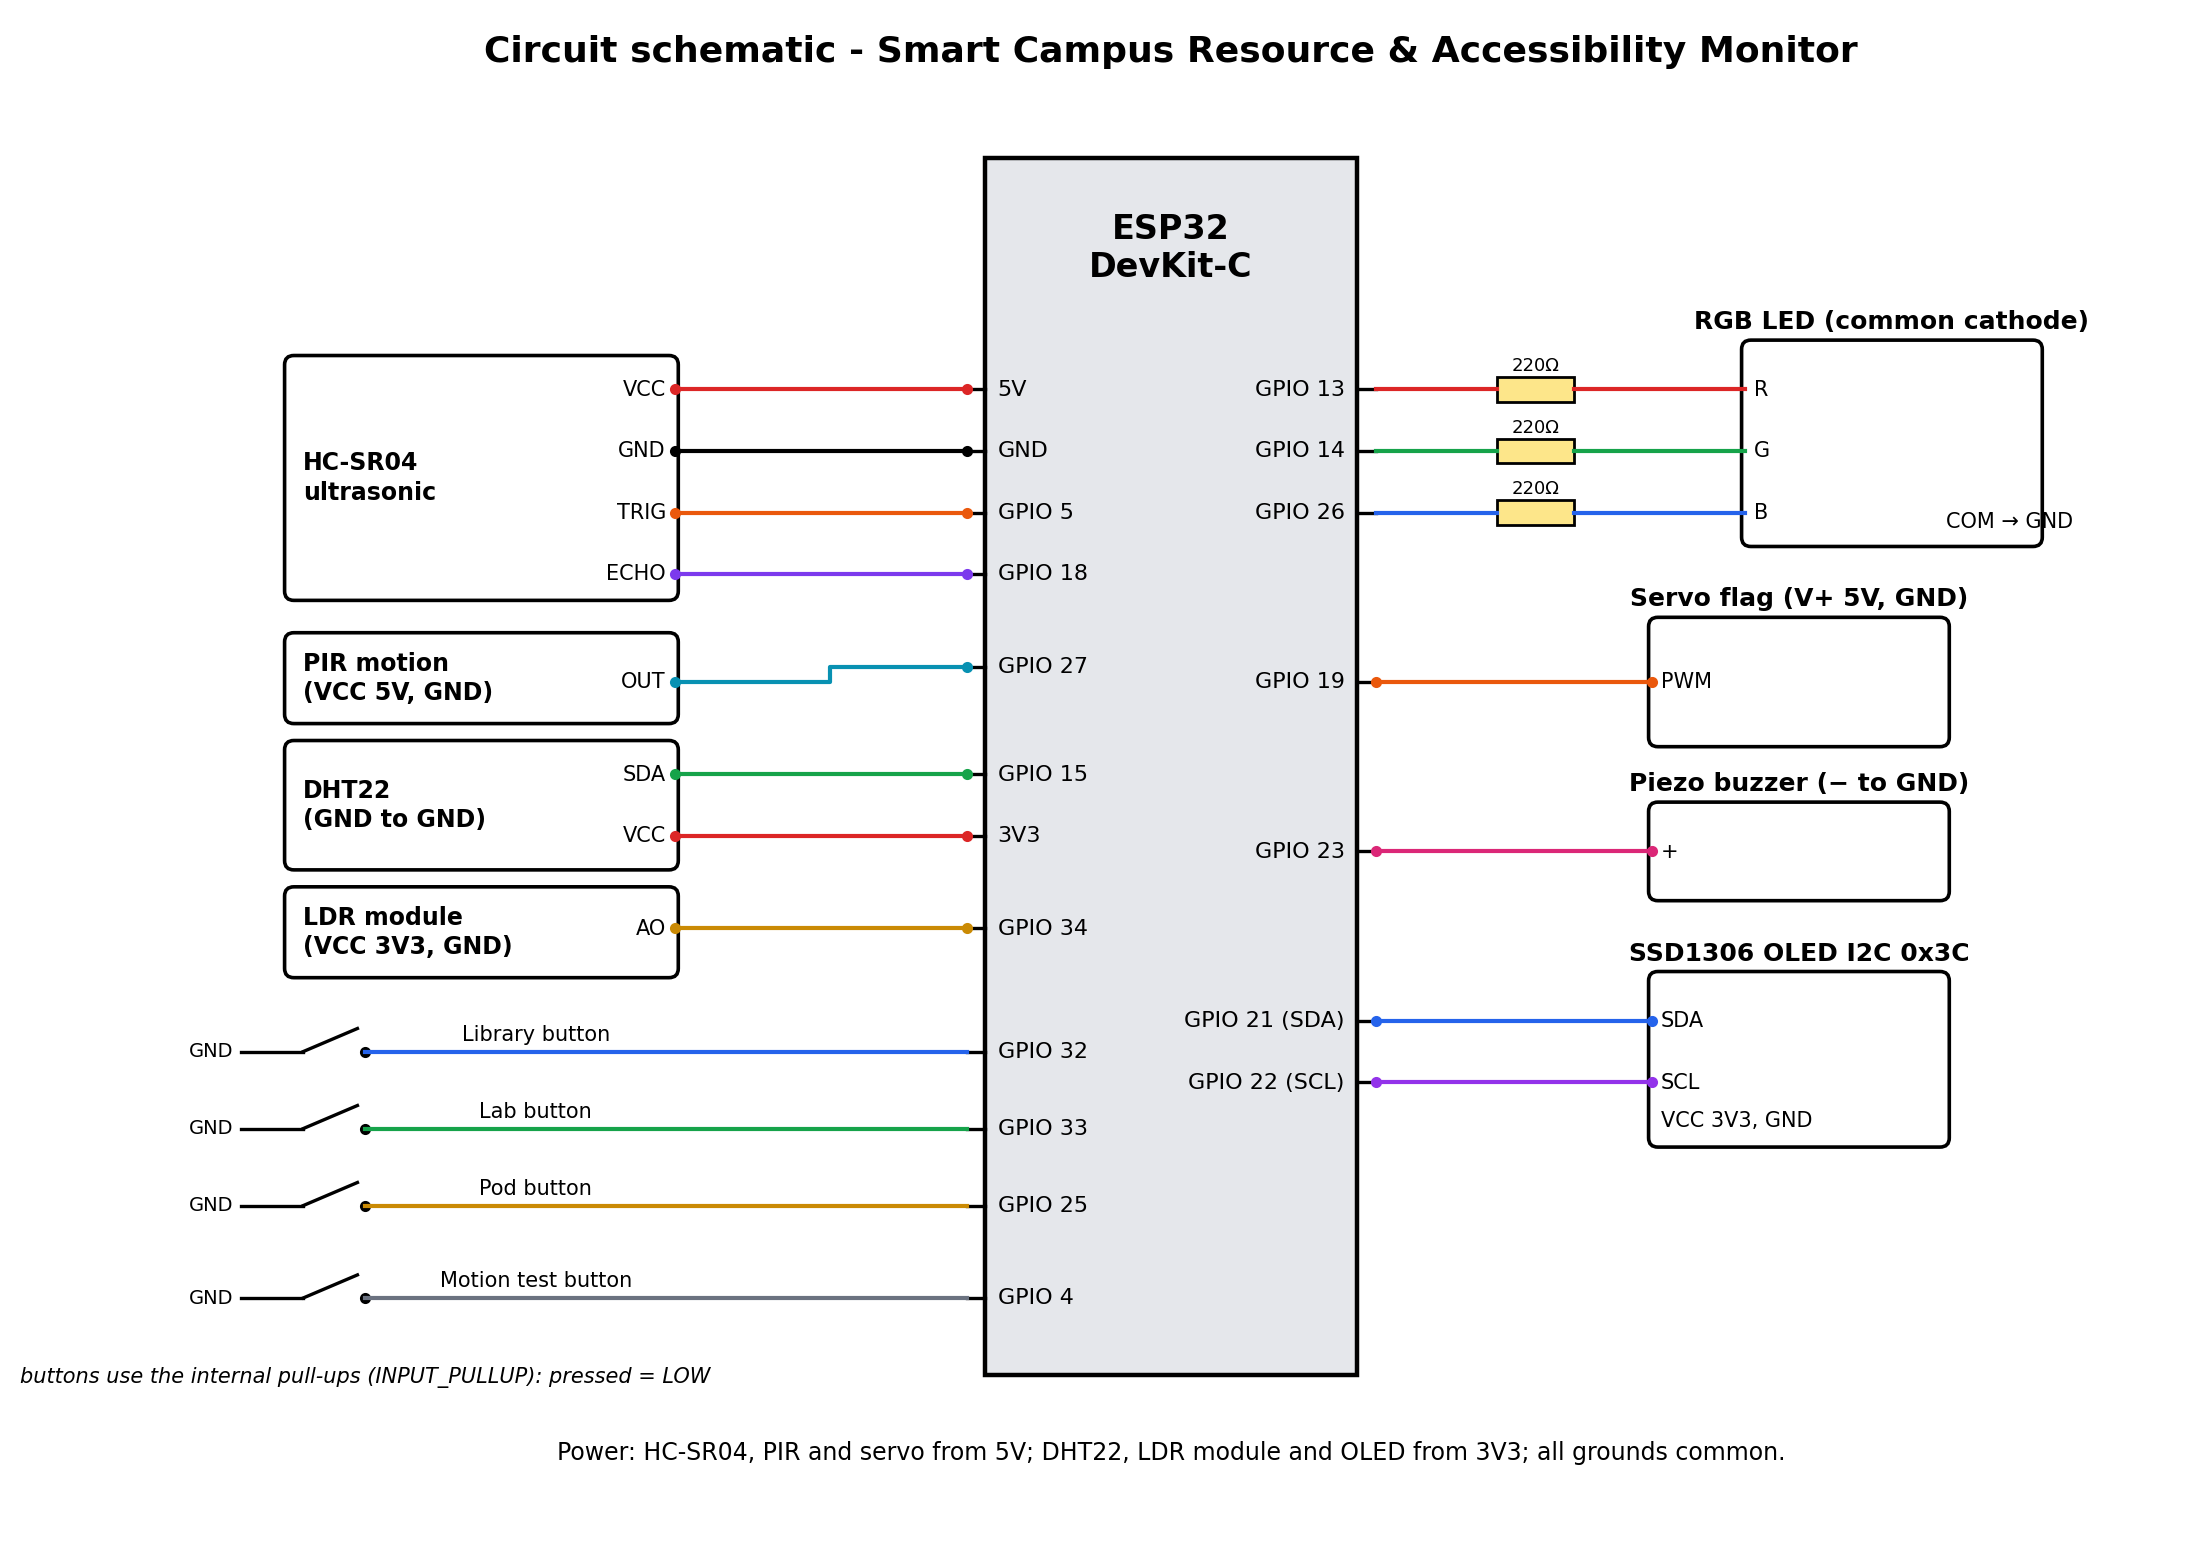 Circuit schematic - Smart Campus Resource & Accessibility Monitor
ESP32
DevKit-C
HC-SR04
ultrasonic
VCC
GND
TRIG
ECHO
5V
GND
GPIO 5
GPIO 18
PIR motion
(VCC 5V, GND)
OUT
GPIO 27
DHT22
(GND to GND)
SDA
VCC
GPIO 15
3V3
LDR module
(VCC 3V3, GND)
AO
GPIO 34
GND
Library button
GPIO 32
GND
Lab button
GPIO 33
GND
Pod button
GPIO 25
GND
Motion test button
GPIO 4
buttons use the internal pull-ups (INPUT_PULLUP): pressed = LOW
RGB LED (common cathode)
GPIO 13
220Ω
R
GPIO 14
220Ω
G
GPIO 26
220Ω
B
COM → GND
Servo flag (V+ 5V, GND)
GPIO 19
PWM
Piezo buzzer (− to GND)
GPIO 23
+
SSD1306 OLED I2C 0x3C
GPIO 21 (SDA)
SDA
GPIO 22 (SCL)
SCL
VCC 3V3, GND
Power: HC-SR04, PIR and servo from 5V; DHT22, LDR module and OLED from 3V3; all grounds common.